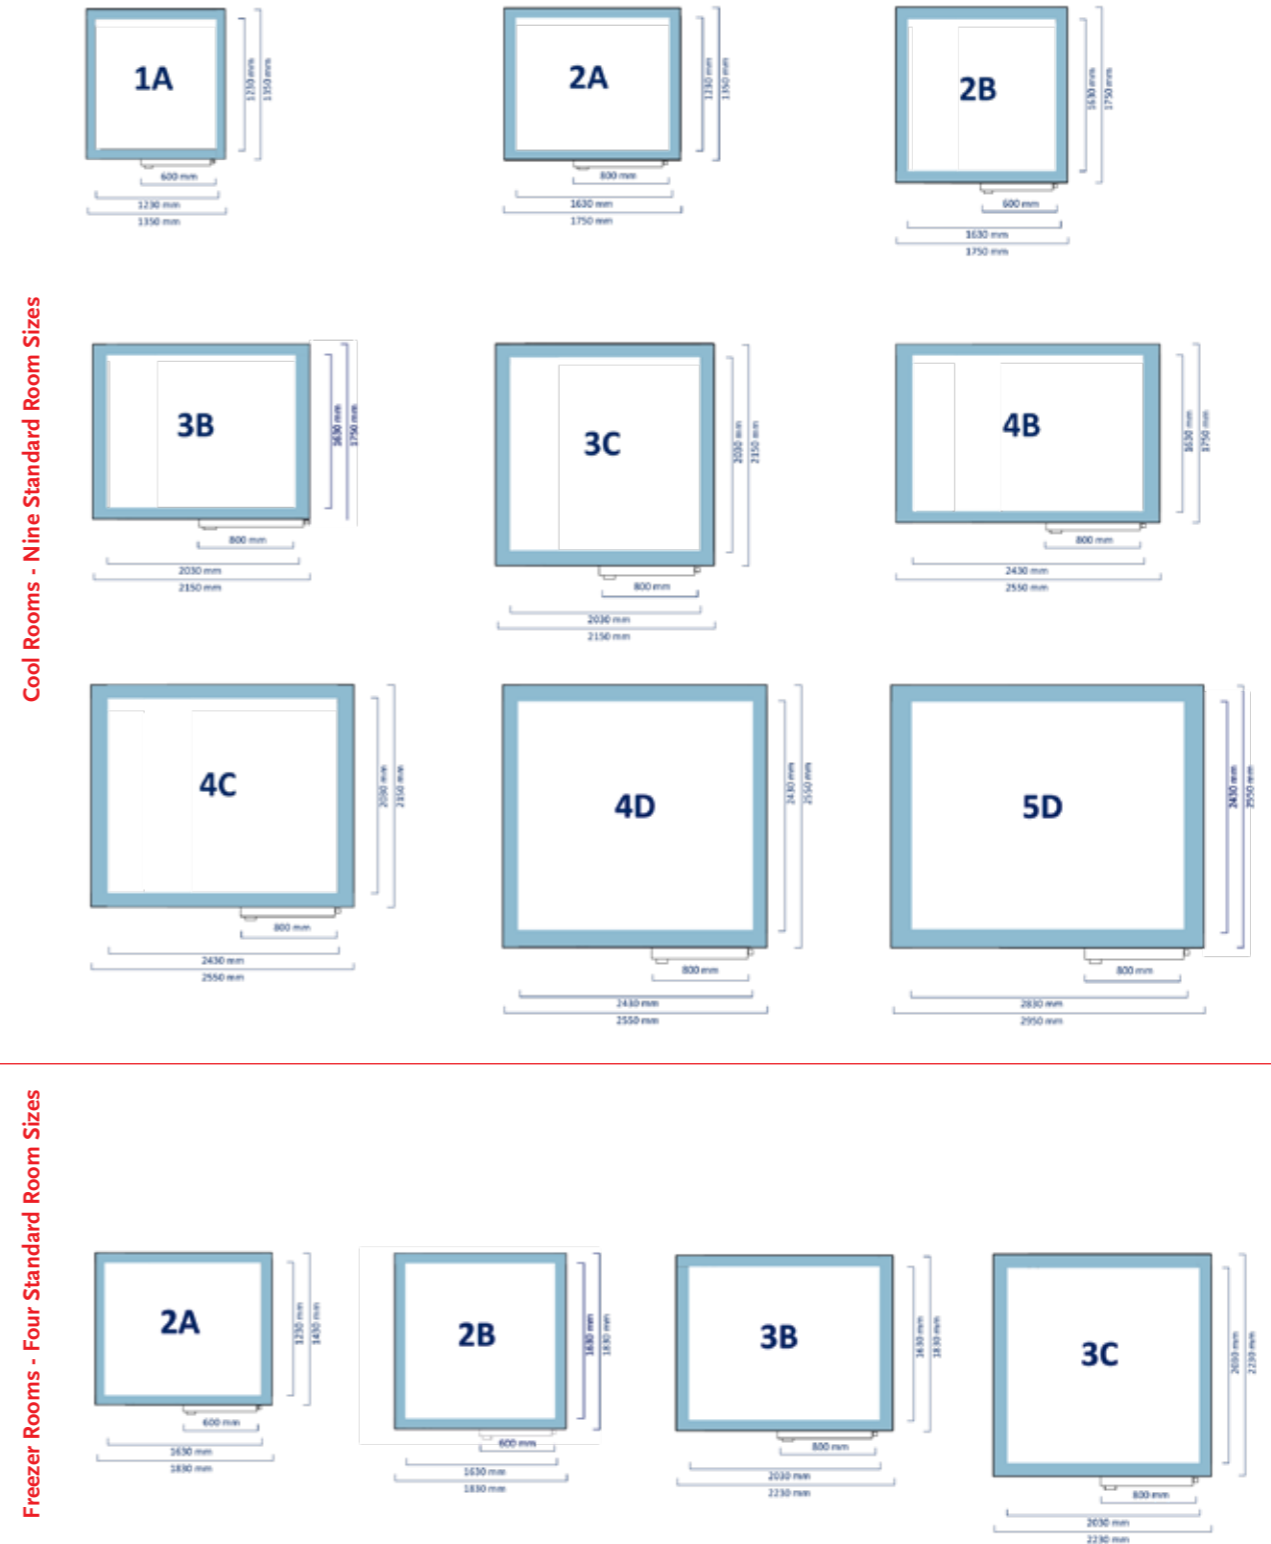 Cool Rooms - Nine Standard Room Sizes
1A
1230 mm
1350 mm
600 mm
1230 mm
1350 mm
2A
1230 mm
1350 mm
800 mm
1630 mm
1750 mm
2B
1630 mm
1750 mm
600 mm
1630 mm
1750 mm
3B
1630 mm
1750 mm
800 mm
2030 mm
2150 mm
3C
2030 mm
2150 mm
800 mm
2030 mm
2150 mm
4B
1630 mm
1750 mm
800 mm
2430 mm
2550 mm
4C
2030 mm
2150 mm
800 mm
2430 mm
2550 mm
4D
2430 mm
2550 mm
800 mm
2430 mm
2550 mm
5D
2430 mm
2550 mm
800 mm
2830 mm
2950 mm
Freezer Rooms - Four Standard Room Sizes
2A
1230 mm
1430 mm
600 mm
1630 mm
1830 mm
2B
1630 mm
1830 mm
600 mm
1630 mm
1830 mm
3B
1630 mm
1830 mm
800 mm
2030 mm
2230 mm
3C
2030 mm
2230 mm
800 mm
2030 mm
2230 mm